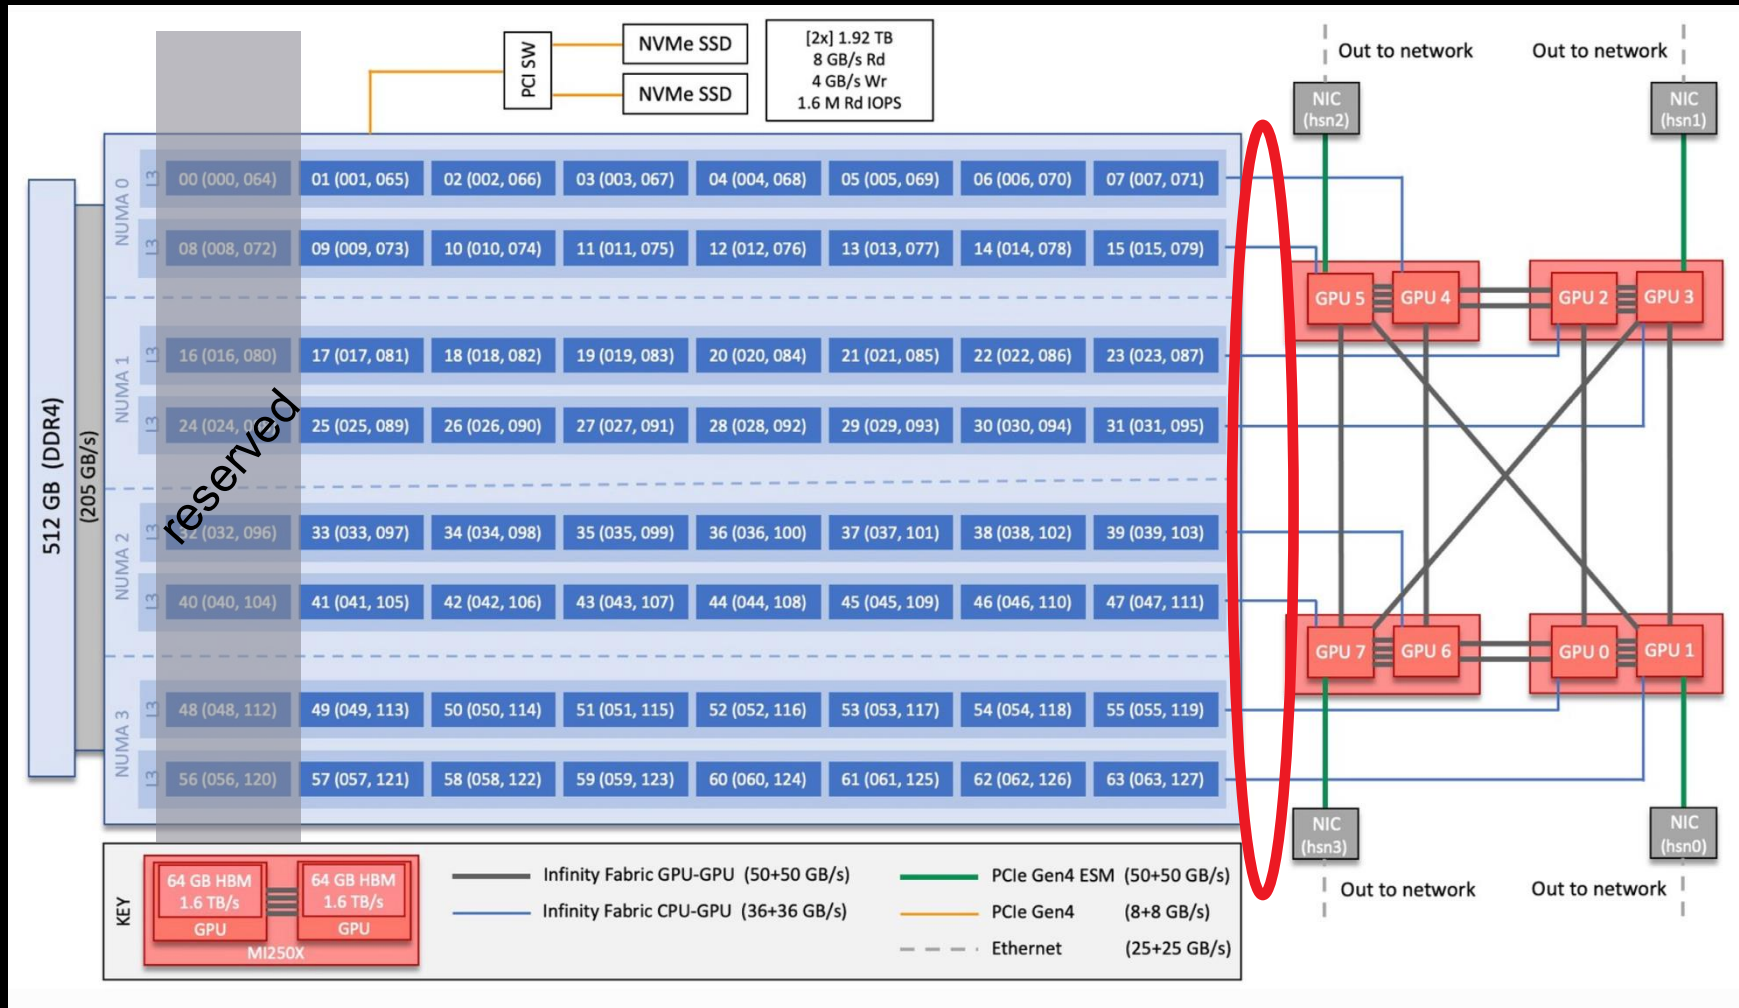 PCI SW
NVMe SSD
NVMe SSD
[2x] 1.92 TB
8 GB/s Rd
4 GB/s Wr
1.6 M Rd IOPS
Out to network
Out to network
NIC
(hsn2)
NIC
(hsn1)
512 GB (DDR4)
(205 GB/s)
reserved
NUMA 0
L3 00 (000, 064) 01 (001, 065) 02 (002, 066) 03 (003, 067) 04 (004, 068) 05 (005, 069) 06 (006, 070) 07 (007, 071)
L3 08 (008, 072) 09 (009, 073) 10 (010, 074) 11 (011, 075) 12 (012, 076) 13 (013, 077) 14 (014, 078) 15 (015, 079)
NUMA 1
L3 16 (016, 080) 17 (017, 081) 18 (018, 082) 19 (019, 083) 20 (020, 084) 21 (021, 085) 22 (022, 086) 23 (023, 087)
L3 24 (024, 25 (025, 089) 26 (026, 090) 27 (027, 091) 28 (028, 092) 29 (029, 093) 30 (030, 094) 31 (031, 095)
NUMA 2
L3 (032, 096) 33 (033, 097) 34 (034, 098) 35 (035, 099) 36 (036, 100) 37 (037, 101) 38 (038, 102) 39 (039, 103)
L3 40 (040, 104) 41 (041, 105) 42 (042, 106) 43 (043, 107) 44 (044, 108) 45 (045, 109) 46 (046, 110) 47 (047, 111)
NUMA 3
L3 48 (048, 112) 49 (049, 113) 50 (050, 114) 51 (051, 115) 52 (052, 116) 53 (053, 117) 54 (054, 118) 55 (055, 119)
L3 56 (056, 120) 57 (057, 121) 58 (058, 122) 59 (059, 123) 60 (060, 124) 61 (061, 125) 62 (062, 126) 63 (063, 127)
GPU 5 GPU 4 GPU 2 GPU 3
GPU 7 GPU 6 GPU 0 GPU 1
NIC
(hsn3)
NIC
(hsn0)
Out to network
Out to network
KEY
64 GB HBM
1.6 TB/s
GPU
64 GB HBM
1.6 TB/s
GPU
MI250X
Infinity Fabric GPU-GPU (50+50 GB/s)
Infinity Fabric CPU-GPU (36+36 GB/s)
PCIe Gen4 ESM (50+50 GB/s)
PCIe Gen4 (8+8 GB/s)
Ethernet (25+25 GB/s)